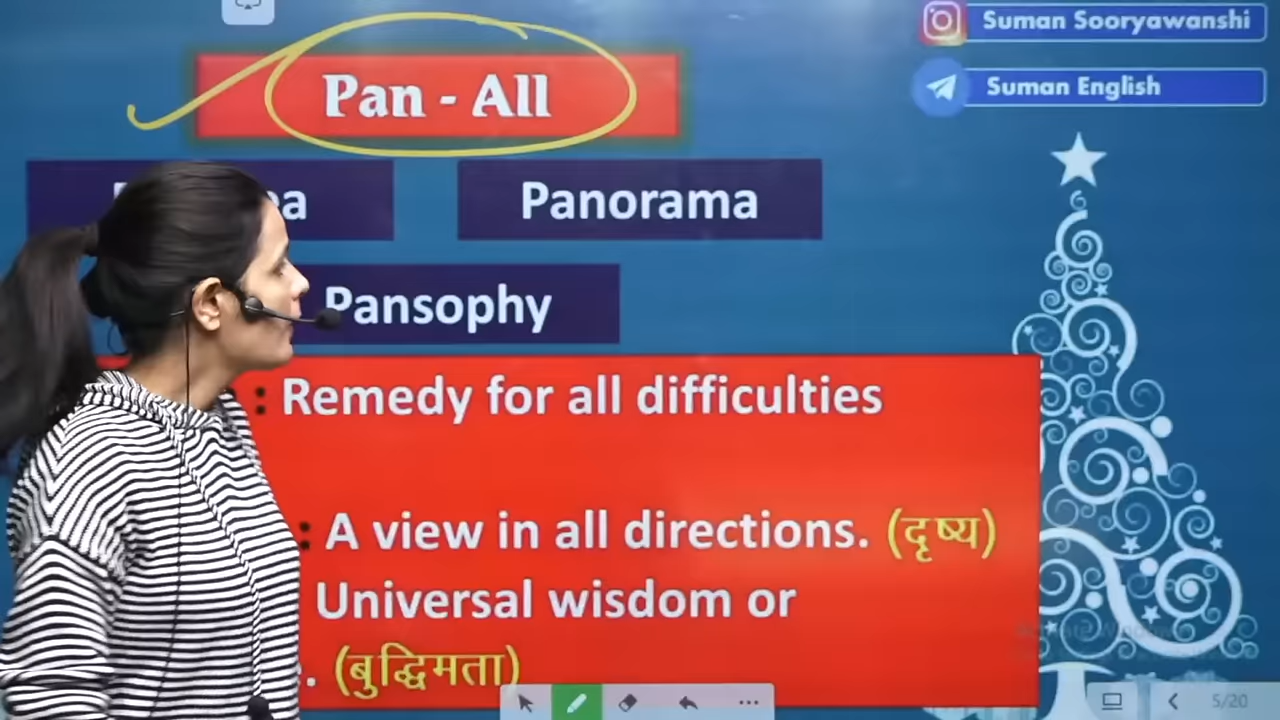 Suman Sooryawanshi
Suman English
Pan - All
Panorama
Pansophy
: Remedy for all difficulties
: A view in all directions. (दृष्य)
Universal wisdom or
. (बुद्धिमता)
5/20